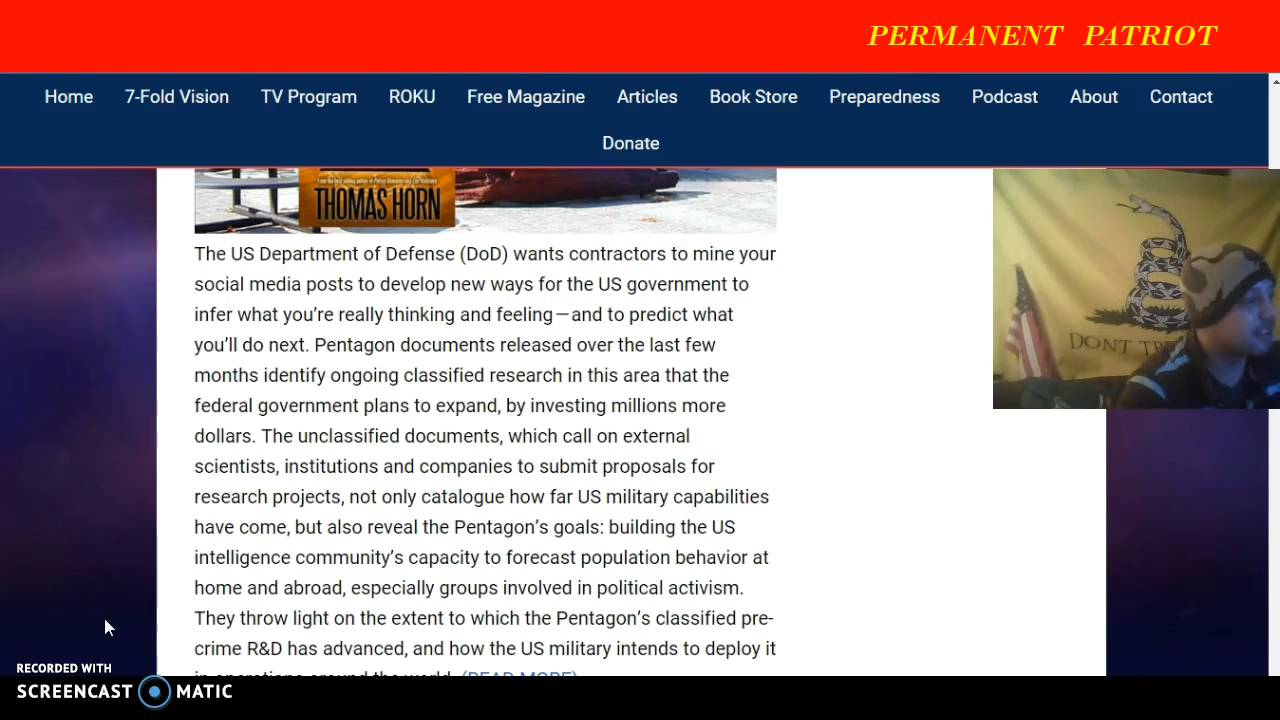 PERMANENT PATRIOT
Home 7-Fold Vision TV Program ROKU Free Magazine Articles Book Store Preparedness Podcast About Contact
Donate
THOMAS HORN
The US Department of Defense (DoD) wants contractors to mine your
social media posts to develop new ways for the US government to
infer what you’re really thinking and feeling—and to predict what
you’ll do next. Pentagon documents released over the last few
months identify ongoing classified research in this area that the
federal government plans to expand, by investing millions more
dollars. The unclassified documents, which call on external
scientists, institutions and companies to submit proposals for
research projects, not only catalogue how far US military capabilities
have come, but also reveal the Pentagon’s goals: building the US
intelligence community’s capacity to forecast population behavior at
home and abroad, especially groups involved in political activism.
They throw light on the extent to which the Pentagon’s classified pre-
crime R&D has advanced, and how the US military intends to deploy it
in operations around the world. (READ MORE)
DONT
RECORDED WITH
SCREENCAST MATIC